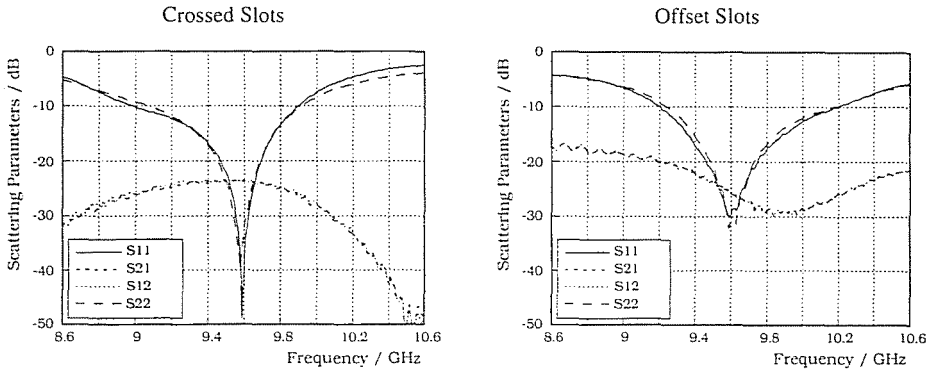 Crossed Slots
Scattering Parameters / dB
0
-10
-20
-30
-40
-50
S11
S21
S12
S22
8.6
9
9.4
9.8
10.2
10.6
Frequency / GHz
Offset Slots
Scattering Parameters / dB
0
-10
-20
-30
-40
-50
S11
S21
S12
S22
8.6
9
9.4
9.8
10.2
10.6
Frequency / GHz